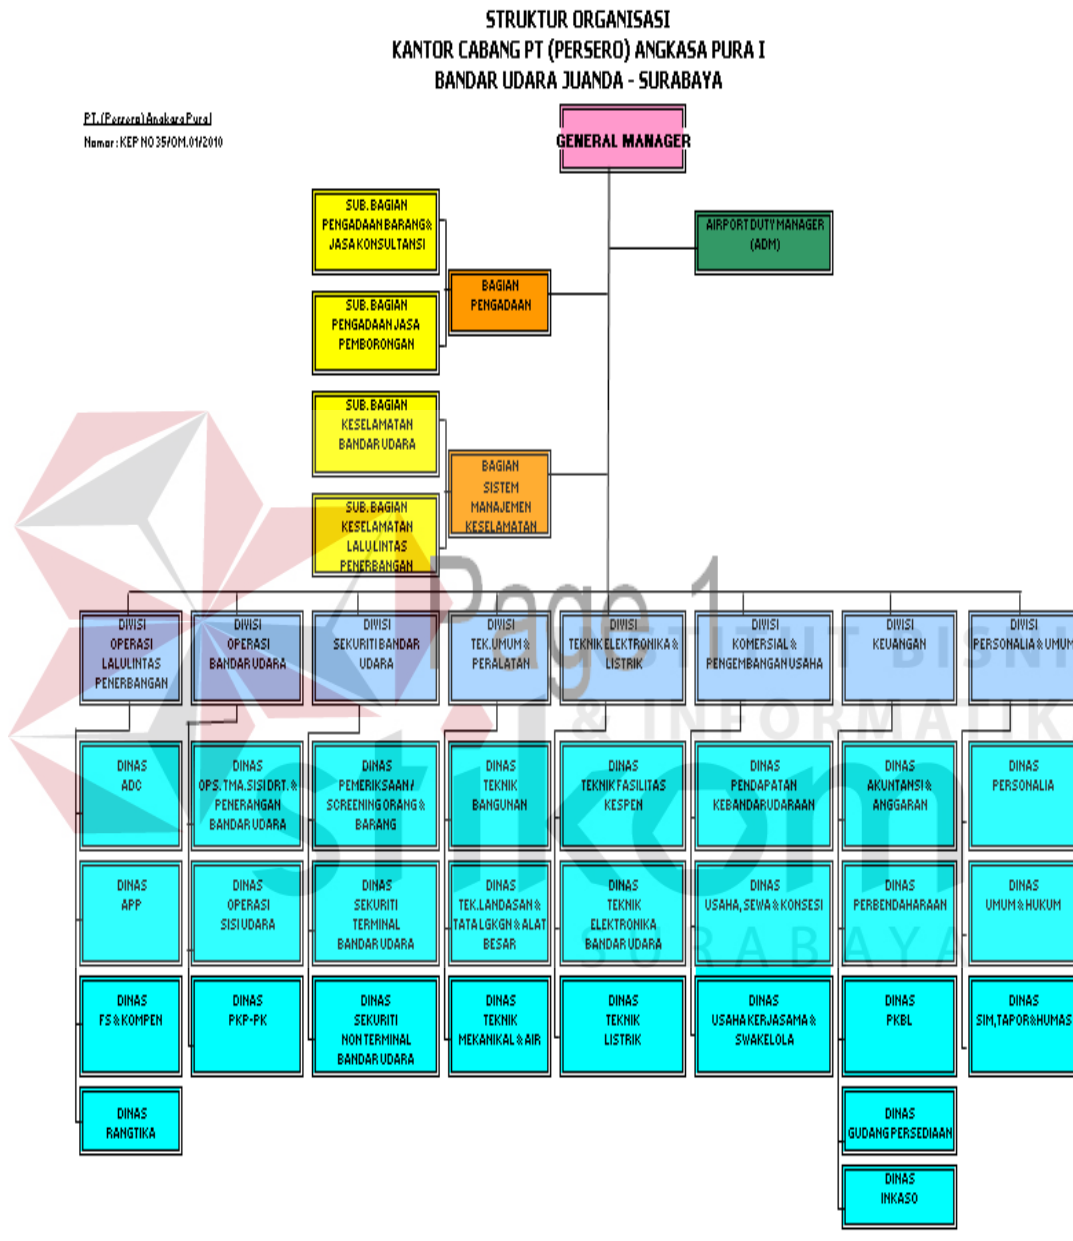 STRUKTUR ORGANISASI
KANTOR CABANG PT (PERSERO) ANGKASA PURA I
BANDAR UDARA JUANDA - SURABAYA
PT. (Persero) Angkasa Pura I
Nomor : KEP NO 35/OM.01/2010
GENERAL MANAGER
AIRPORT DUTY MANAGER
(ADM)
SUB. BAGIAN
PENGADAAN BARANG &
JASA KONSULTANSI
BAGIAN
PENGADAAN
SUB. BAGIAN
PENGADAAN JASA
PEMBORONGAN
SUB. BAGIAN
KESELAMATAN
BANDAR UDARA
BAGIAN
SISTEM
MANAJEMEN
KESELAMATAN
SUB. BAGIAN
KESELAMATAN
LALU LINTAS
PENERBANGAN
Page 1
DIVISI
OPERASI
LALU LINTAS
PENERBANGAN
DIVISI
OPERASI
BANDAR UDARA
DIVISI
SEKURITI BANDAR
UDARA
DIVISI
TEK. UMUM &
PERALATAN
DIVISI
TEKNIK ELEKTRONIKA &
LISTRIK
DIVISI
KOMERSIAL &
PENGEMBANGAN USAHA
DIVISI
KEUANGAN
DIVISI
PERSONALIA & UMUM
INSTITUT BISNI
& INFORMATIK
stikom
SURABAYA
DINAS
ADC
DINAS
OPS. TMA. SISI DRT. &
PENERANGAN
BANDAR UDARA
DINAS
PEMERIKSAAN /
SCREENING ORANG &
BARANG
DINAS
TEKNIK
BANGUNAN
DINAS
TEKNIK FASILITAS
KESPEN
DINAS
PENDAPATAN
KEBANDARUDARAAN
DINAS
AKUNTANSI &
ANGGARAN
DINAS
PERSONALIA
DINAS
APP
DINAS
OPERASI
SISI UDARA
DINAS
SEKURITI
TERMINAL
BANDAR UDARA
DINAS
TEK. LANDASAN &
TATA LGKGN & ALAT
BESAR
DINAS
TEKNIK
ELEKTRONIKA
BANDAR UDARA
DINAS
USAHA, SEWA & KONSESI
DINAS
PERBENDAHARAAN
DINAS
UMUM & HUKUM
DINAS
FS & KOMPEN
DINAS
PKP-PK
DINAS
SEKURITI
NON TERMINAL
BANDAR UDARA
DINAS
TEKNIK
MEKANIKAL & AIR
DINAS
TEKNIK
LISTRIK
DINAS
USAHA KERJASAMA &
SWAKELOLA
DINAS
PKBL
DINAS
SIM, TAPOR & HUMAS
DINAS
RANGTIKA
DINAS
GUDANG PERSEDIAAN
DINAS
INKASO